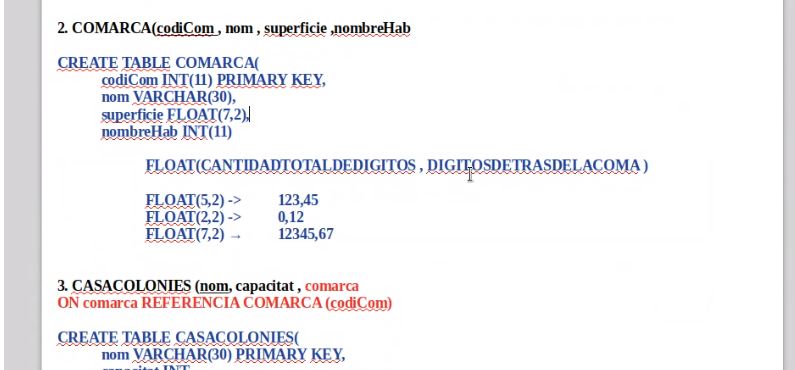 2. COMARCA(codiCom , nom , superficie ,nombreHab
CREATE TABLE COMARCA(
codiCom INT(11) PRIMARY KEY,
nom VARCHAR(30),
superficie FLOAT(7,2),
nombreHab INT(11)
FLOAT(CANTIDADTOTALDEDIGITOS , DIGITOSDETRASDELACOMA )
FLOAT(5,2) -> 123,45
FLOAT(2,2) -> 0,12
FLOAT(7,2) → 12345,67
3. CASACOLONIES (nom, capacitat , comarca
ON comarca REFERENCIA COMARCA (codiCom)
CREATE TABLE CASACOLONIES(
nom VARCHAR(30) PRIMARY KEY,
capacitat INT